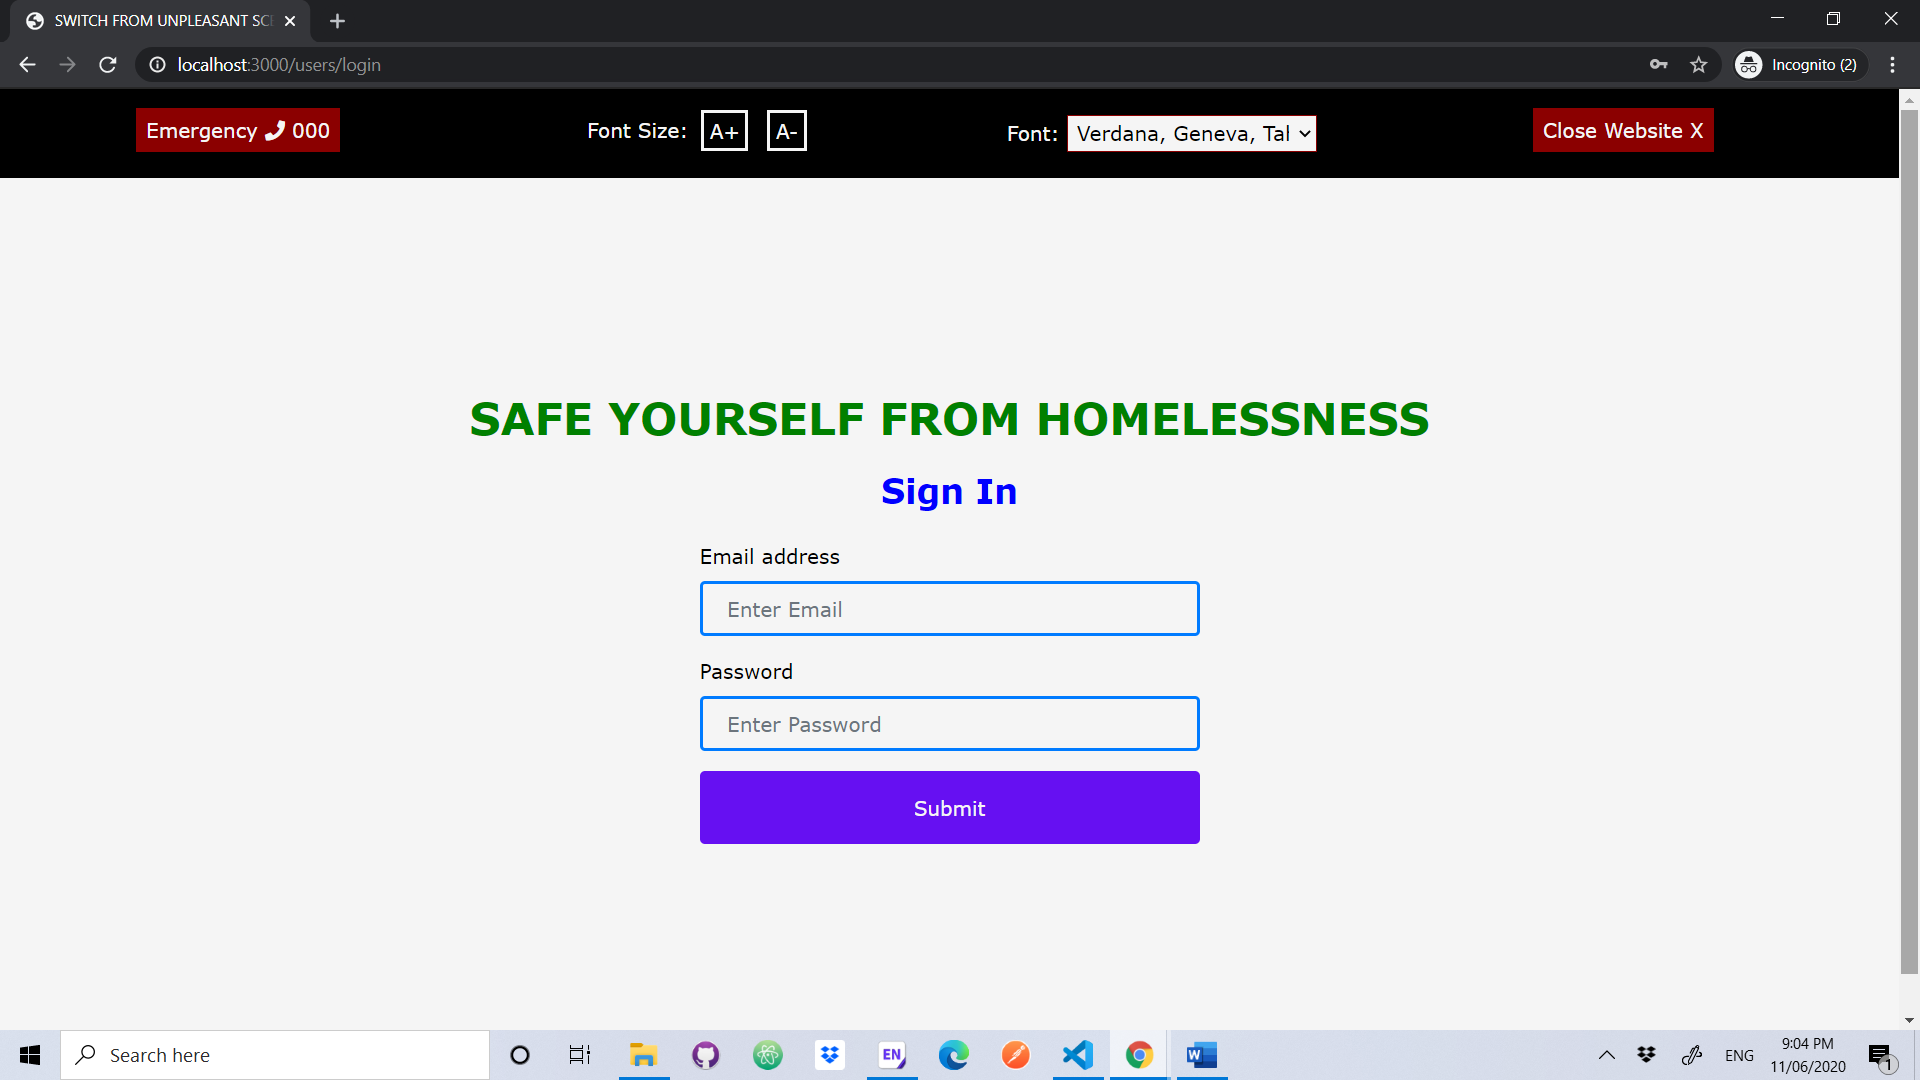 SWITCH FROM UNPLEASANT SCE
localhost:3000/users/login
Incognito (2)
Emergency 000
Font Size: A+ A-
Font: Verdana, Geneva, Tal
Close Website X
SAFE YOURSELF FROM HOMELESSNESS
Sign In
Email address
Enter Email
Password
Enter Password
Submit
Search here
EN
W
ENG
9:04 PM
11/06/2020
1